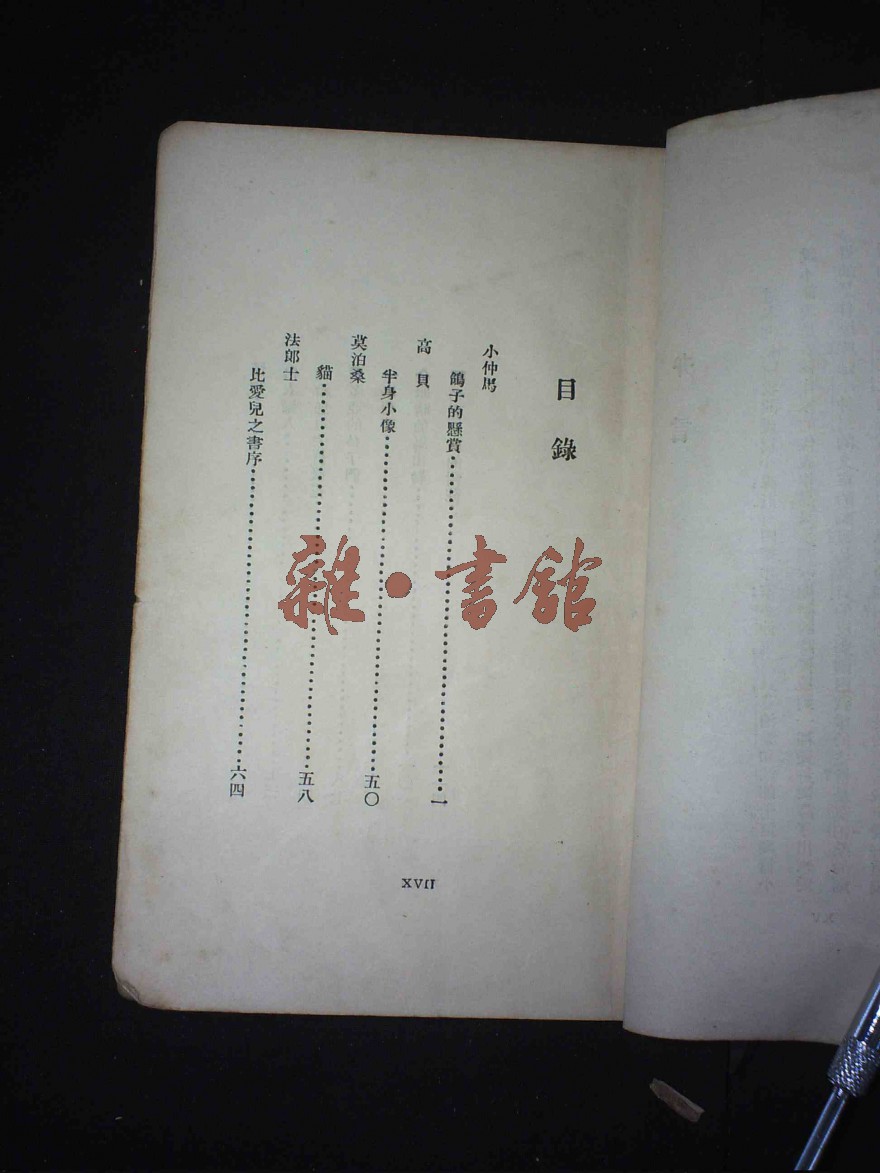 目錄
小仲馬
鴿子的懸賞……一
高貝
半身小像……五〇
莫泊桑
貓……五八
法郎士
比愛兒之書序……六四
XVII
雜·書館